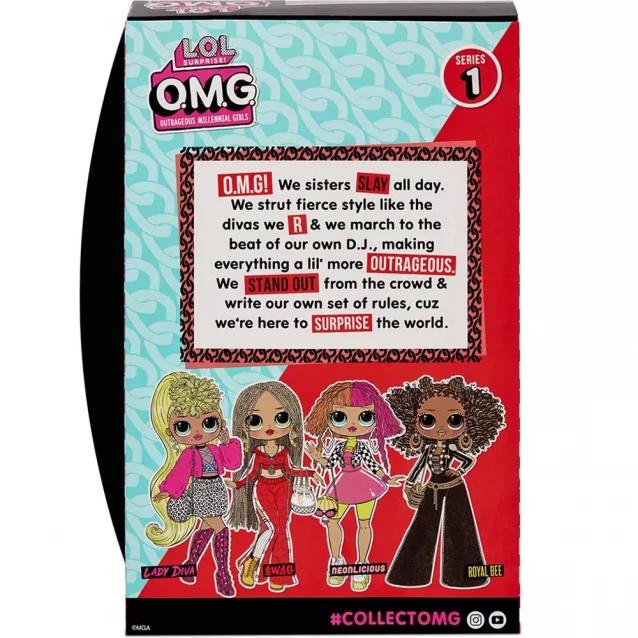 LOL
SURPRISE!
O.M.G.
OUTRAGEOUS MILLENNIAL GIRLS
SERIES
1
O.M.G! We sisters SLAY all day.
We strut fierce style like the
divas we R & we march to the
beat of our own D.J., making
everything a lil' more OUTRAGEOUS.
We STAND OUT from the crowd &
write our own set of rules, cuz
we're here to SURPRISE the world.
LADY DIVA
SWAG
NEONLICIOUS
ROYAL BEE
#COLLECTOMG
©MGA